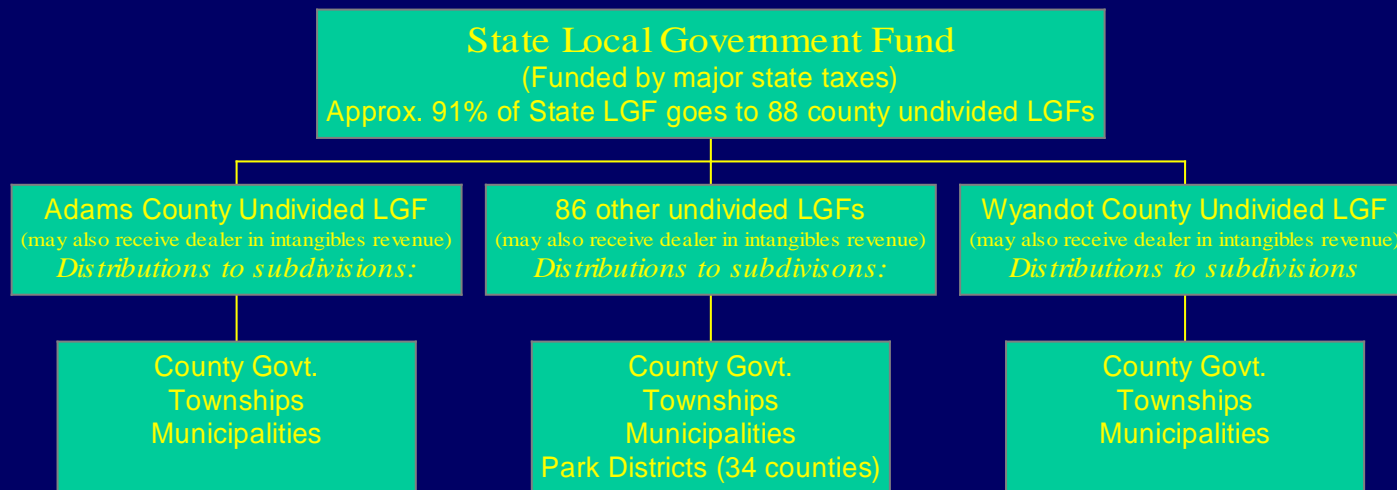 State Local Government Fund
(Funded by major state taxes)
Approx. 91% of State LGF goes to 88 county undivided LGFs
Adams County Undivided LGF
(may also receive dealer in intangibles revenue)
Distributions to subdivisions:
86 other undivided LGFs
(may also receive dealer in intangibles revenue)
Distributions to subdivisons:
Wyandot County Undivided LGF
(may also receive dealer in intangibles revenue)
Distributions to subdivisions
County Govt.
Townships
Municipalities
County Govt.
Townships
Municipalities
Park Districts (34 counties)
County Govt.
Townships
Municipalities